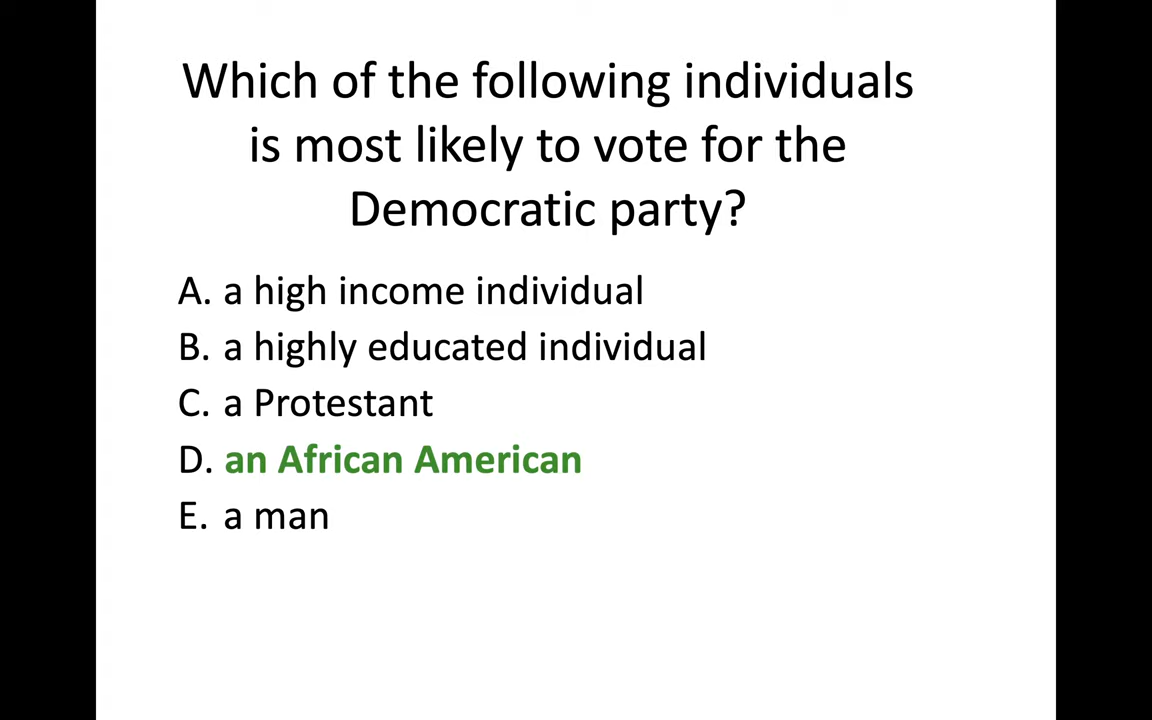 Which of the following individuals
is most likely to vote for the
Democratic party?
A. a high income individual
B. a highly educated individual
C. a Protestant
D. an African American
E. a man